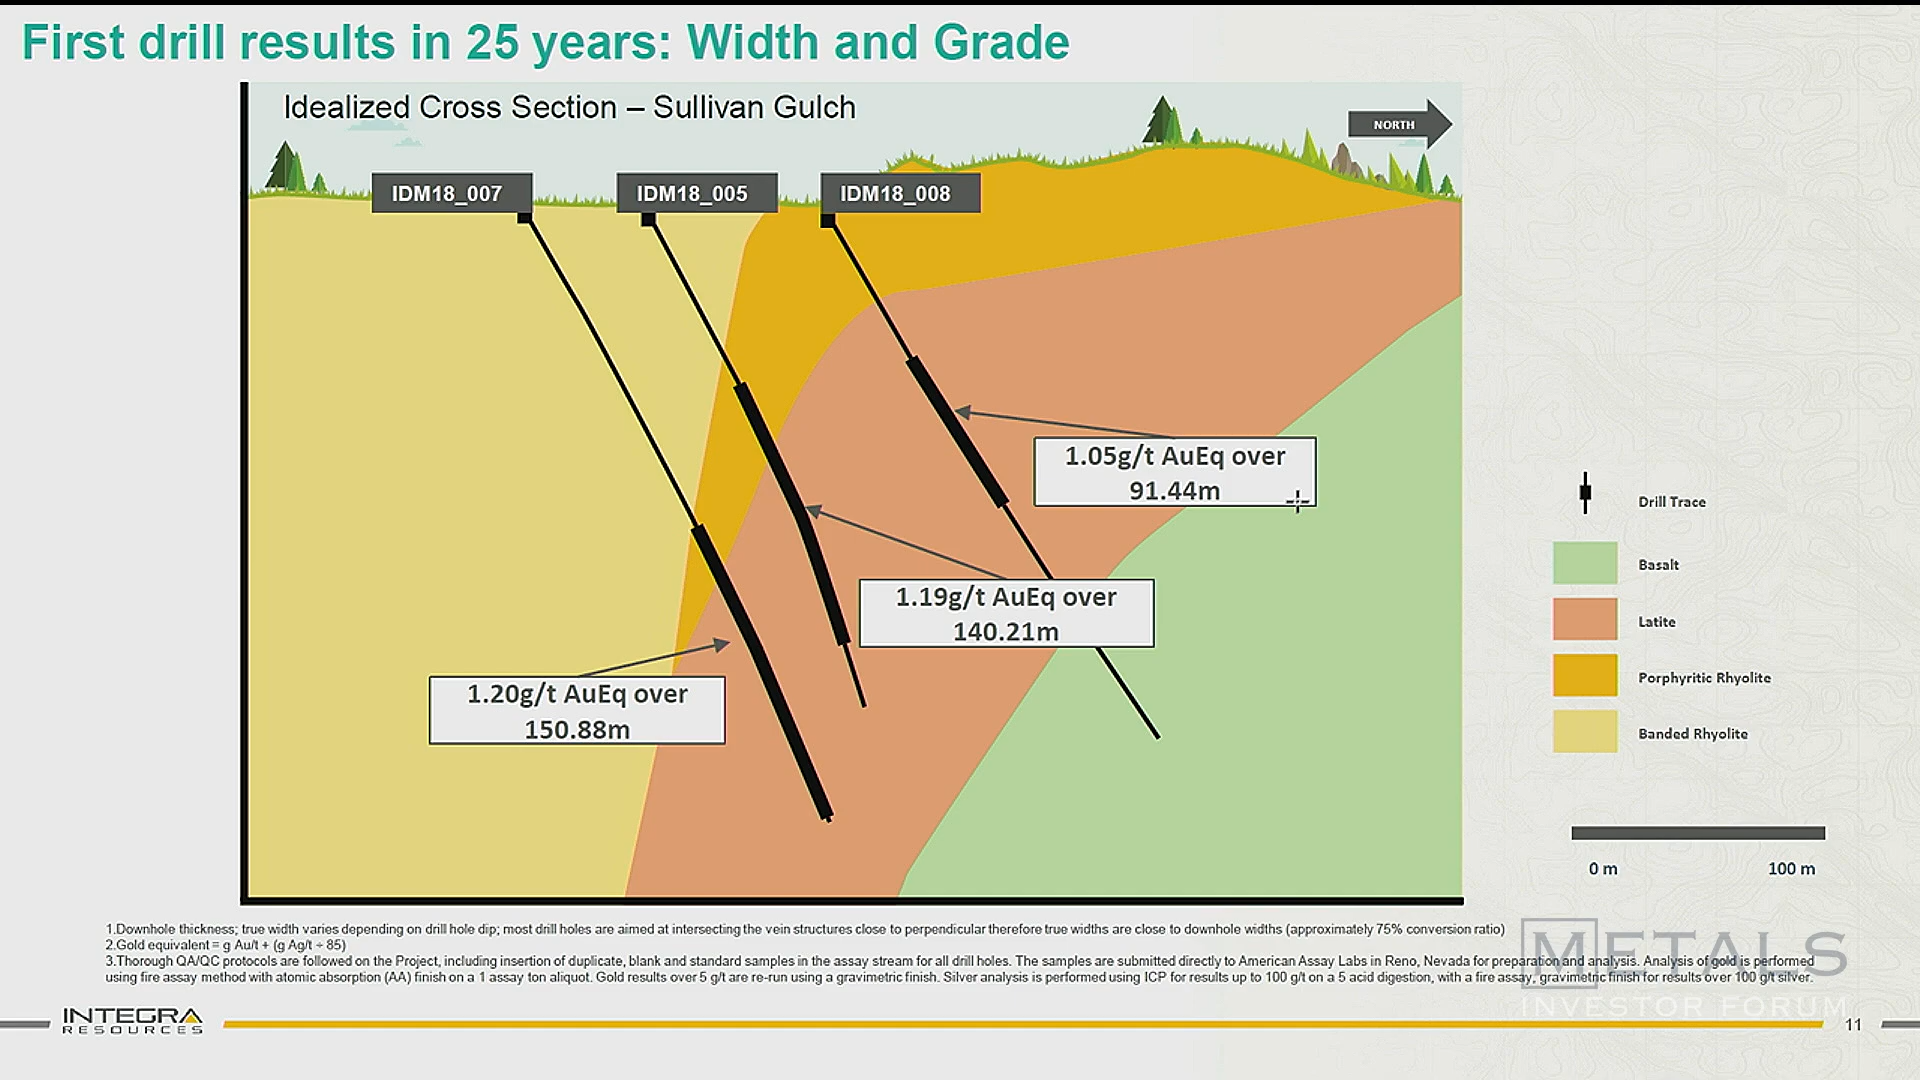 First drill results in 25 years: Width and Grade
Idealized Cross Section – Sullivan Gulch
NORTH
IDM18_007
IDM18_005
IDM18_008
1.05g/t AuEq over
91.44m
1.19g/t AuEq over
140.21m
1.20g/t AuEq over
150.88m
Drill Trace
Basalt
Latite
Porphyritic Rhyolite
Banded Rhyolite
0 m
100 m
1.Downhole thickness; true width varies depending on drill hole dip; most drill holes are aimed at intersecting the vein structures close to perpendicular therefore true widths are close to downhole widths (approximately 75% conversion ratio)
2.Gold equivalent = g Au/t + (g Ag/t ÷ 85)
3.Thorough QA/QC protocols are followed on the Project, including insertion of duplicate, blank and standard samples in the assay stream for all drill holes. The samples are submitted directly to American Assay Labs in Reno, Nevada for preparation and analysis. Analysis of gold is performed
using fire assay method with atomic absorption (AA) finish on a 1 assay ton aliquot. Gold results over 5 g/t are re-run using a gravimetric finish. Silver analysis is performed using ICP for results up to 100 g/t on a 5 acid digestion, with a fire assay, gravimetric finish for results over 100 g/t silver.
METALS
INVESTOR FORUM
INTEGRA
RESOURCES
11